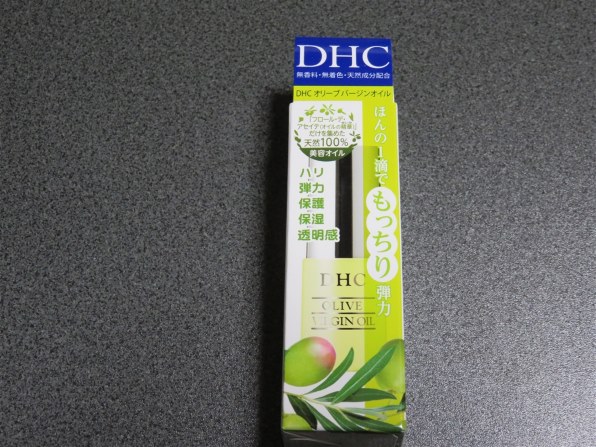 DHC
無香料・無着色・天然成分配合
DHC オリーブバージンオイル
「フロール・デ・
アセイテ(オイルの精華)」
だけを集めた
天然100%
美容オイル
ハリ
弾力
保護
保湿
透明感
ほんの1滴でもっちり弾力
DHC
OLIVE
VIRGIN OIL